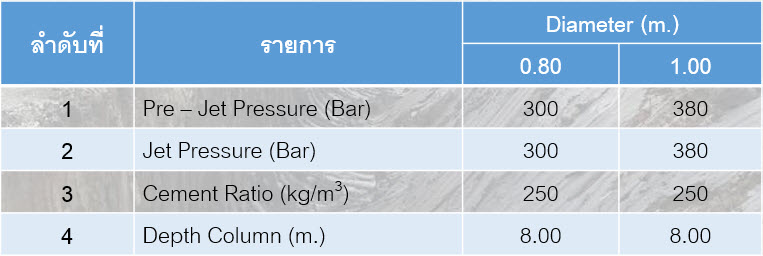 ลำดับที่ รายการ Diameter (m.)
0.80 1.00
1 Pre – Jet Pressure (Bar) 300 380
2 Jet Pressure (Bar) 300 380
3 Cement Ratio (kg/m³) 250 250
4 Depth Column (m.) 8.00 8.00